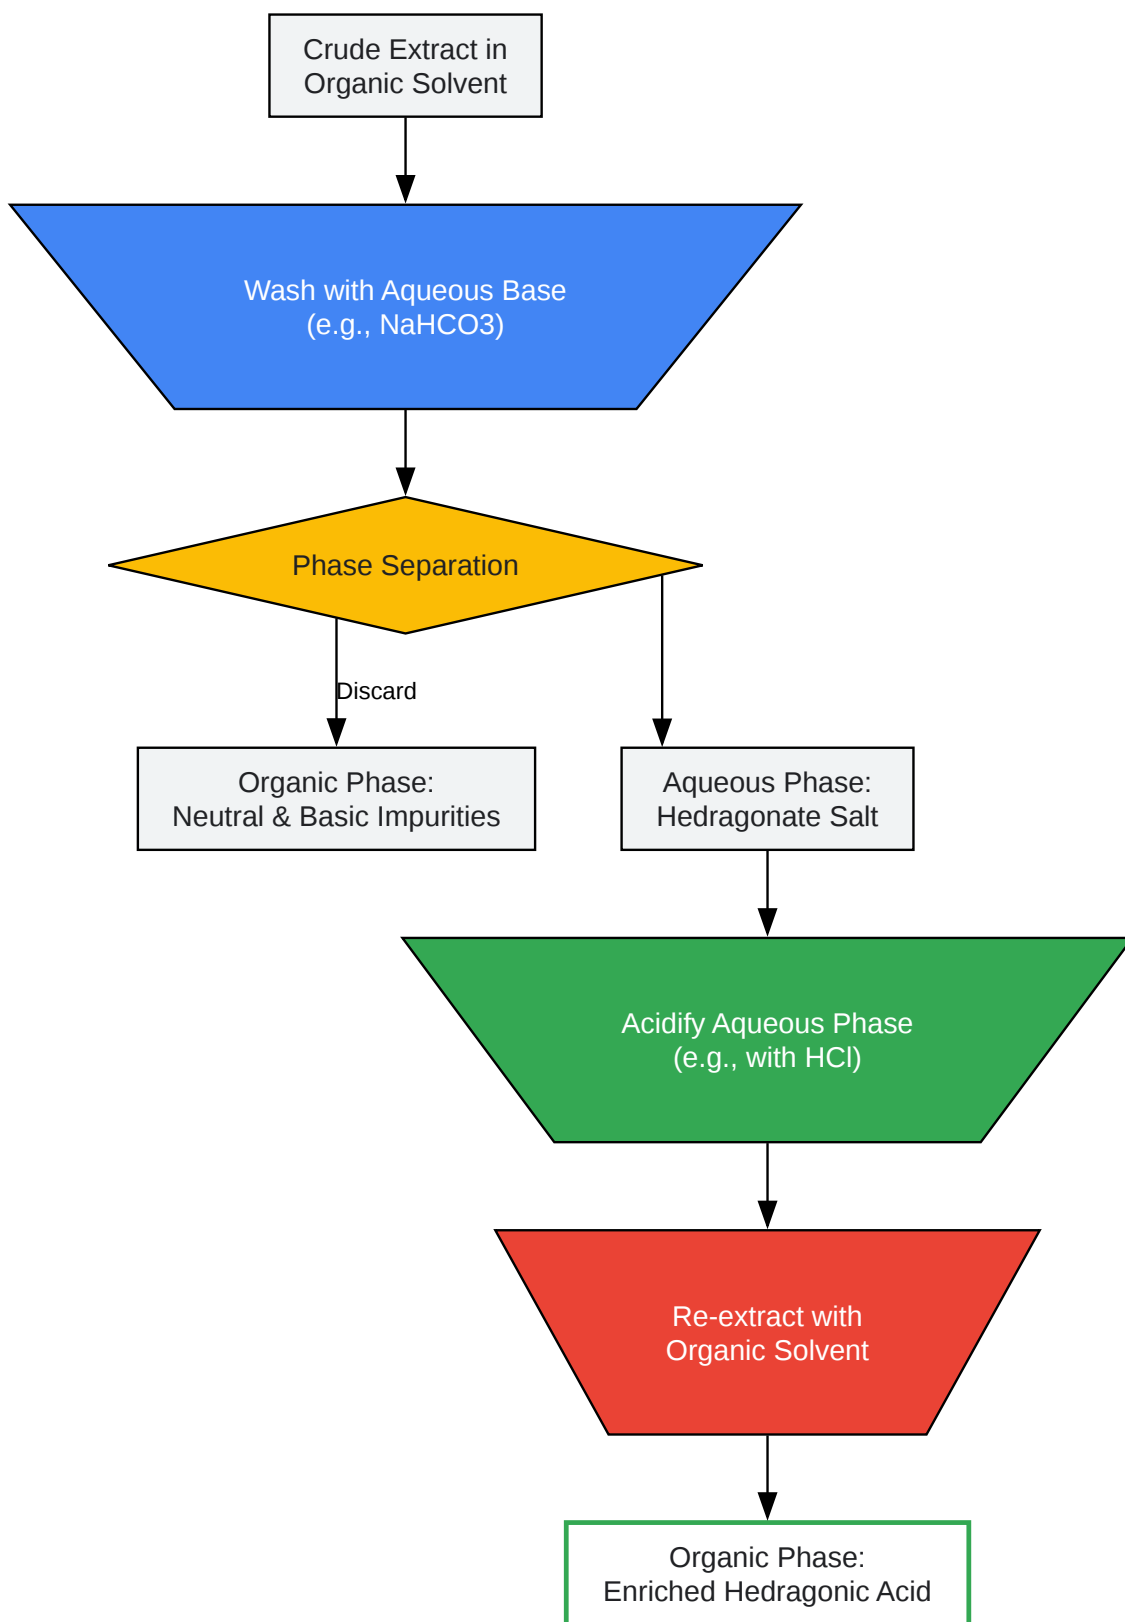 Crude Extract in
Organic Solvent
Wash with Aqueous Base
(e.g., NaHCO3)
Phase Separation
Discard
Organic Phase:
Neutral & Basic Impurities
Aqueous Phase:
Hedragonate Salt
Acidify Aqueous Phase
(e.g., with HCl)
Re-extract with
Organic Solvent
Organic Phase:
Enriched Hedragonic Acid